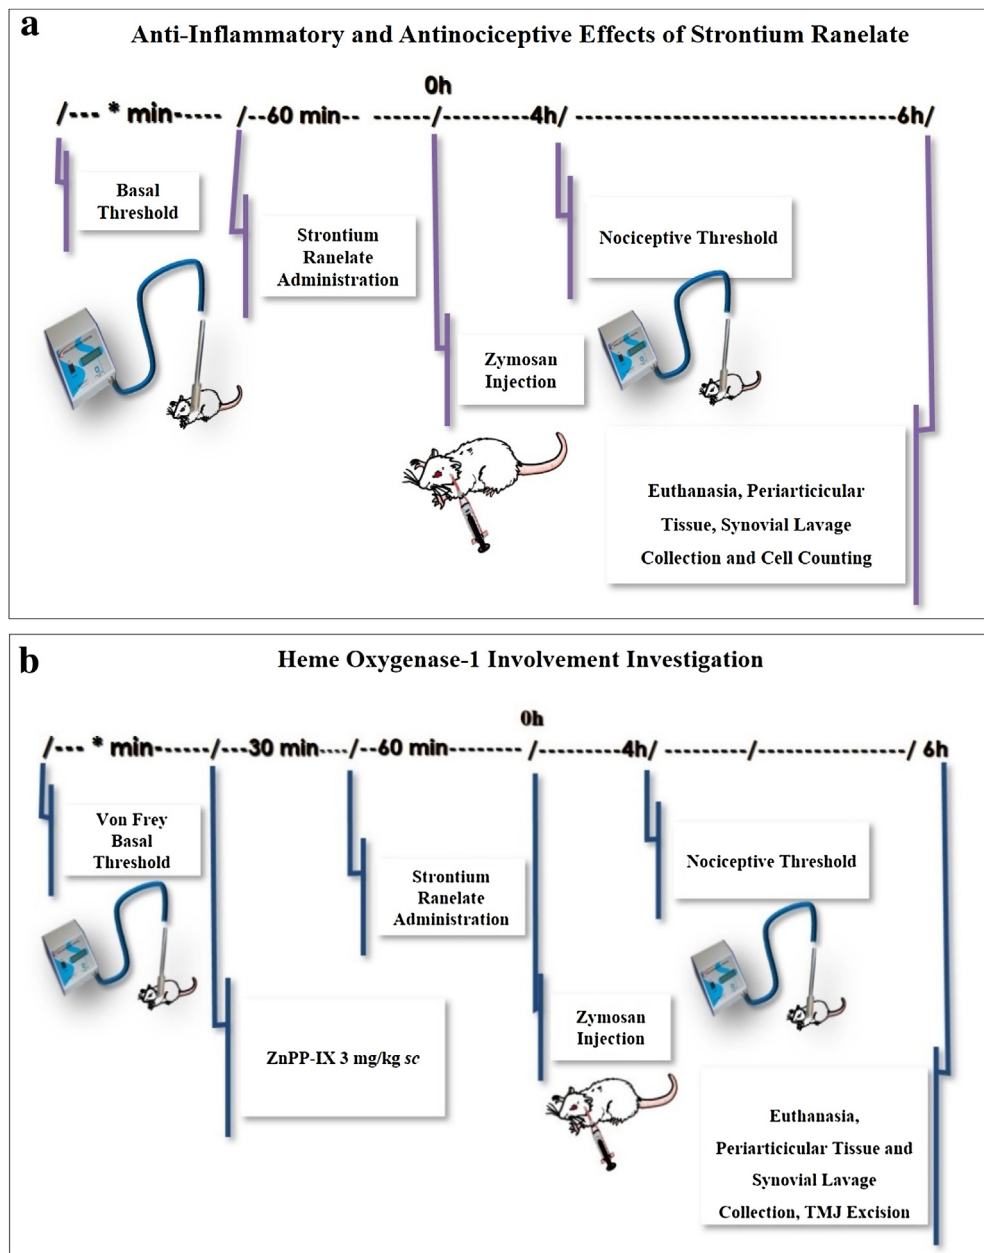 a
Anti-Inflammatory and Antinociceptive Effects of Strontium Ranelate
0h
/--- * min----- /--60 min-- ------/---------4h/ --------------------------------6h/
Basal
Threshold
Strontium
Ranelate
Administration
Nociceptive Threshold
Zymosan
Injection
Euthanasia, Periarticicular
Tissue, Synovial Lavage
Collection and Cell Counting
b
Heme Oxygenase-1 Involvement Investigation
0h
/--- * min------/---30 min----/--60 min--------/---------4h/ --------/---------------/ 6h
Von Frey
Basal
Threshold
Strontium
Ranelate
Administration
Nociceptive Threshold
ZnPP-IX 3 mg/kg sc
Zymosan
Injection
Euthanasia,
Periarticicular Tissue and
Synovial Lavage
Collection, TMJ Excision